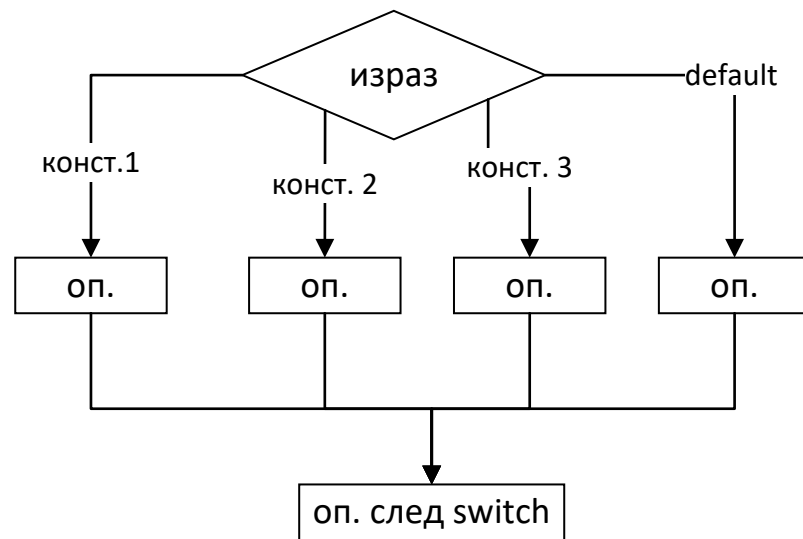 израз
default
конст.1
конст. 2
конст. 3
оп.
оп.
оп.
оп.
оп. след switch